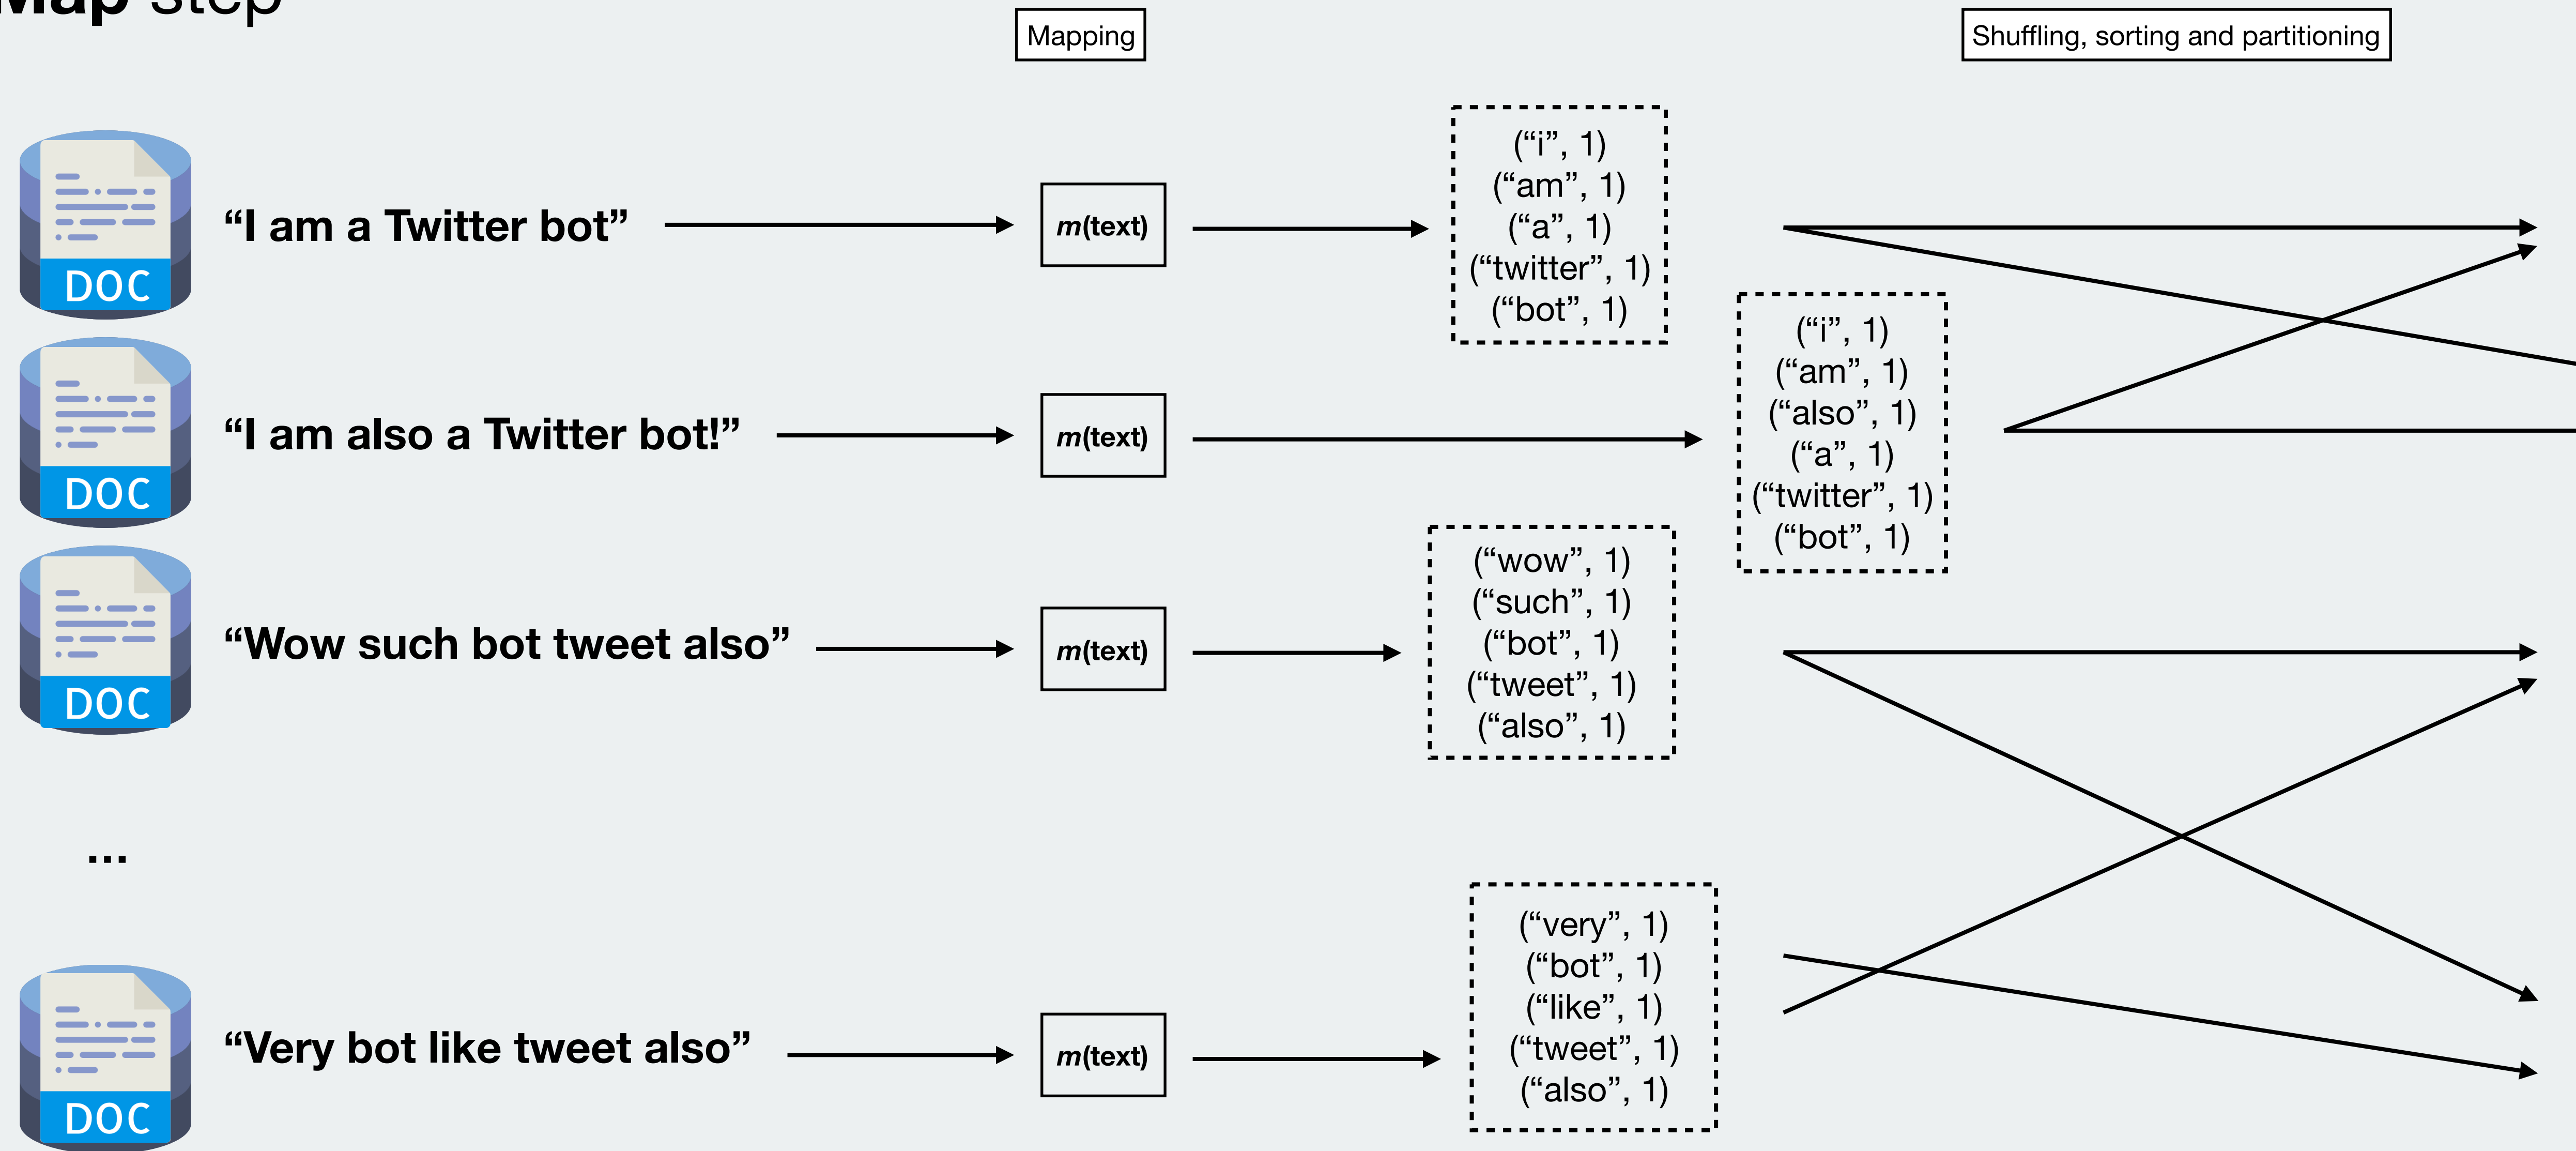 Map step
Mapping
Shuffling, sorting and partitioning
DOC
“I am a Twitter bot”
m(text)
(“i”, 1)
(“am”, 1)
(“a”, 1)
(“twitter”, 1)
(“bot”, 1)
DOC
“I am also a Twitter bot!”
m(text)
(“i”, 1)
(“am”, 1)
(“also”, 1)
(“a”, 1)
(“twitter”, 1)
(“bot”, 1)
DOC
“Wow such bot tweet also”
m(text)
(“wow”, 1)
(“such”, 1)
(“bot”, 1)
(“tweet”, 1)
(“also”, 1)
...
DOC
“Very bot like tweet also”
m(text)
(“very”, 1)
(“bot”, 1)
(“like”, 1)
(“tweet”, 1)
(“also”, 1)